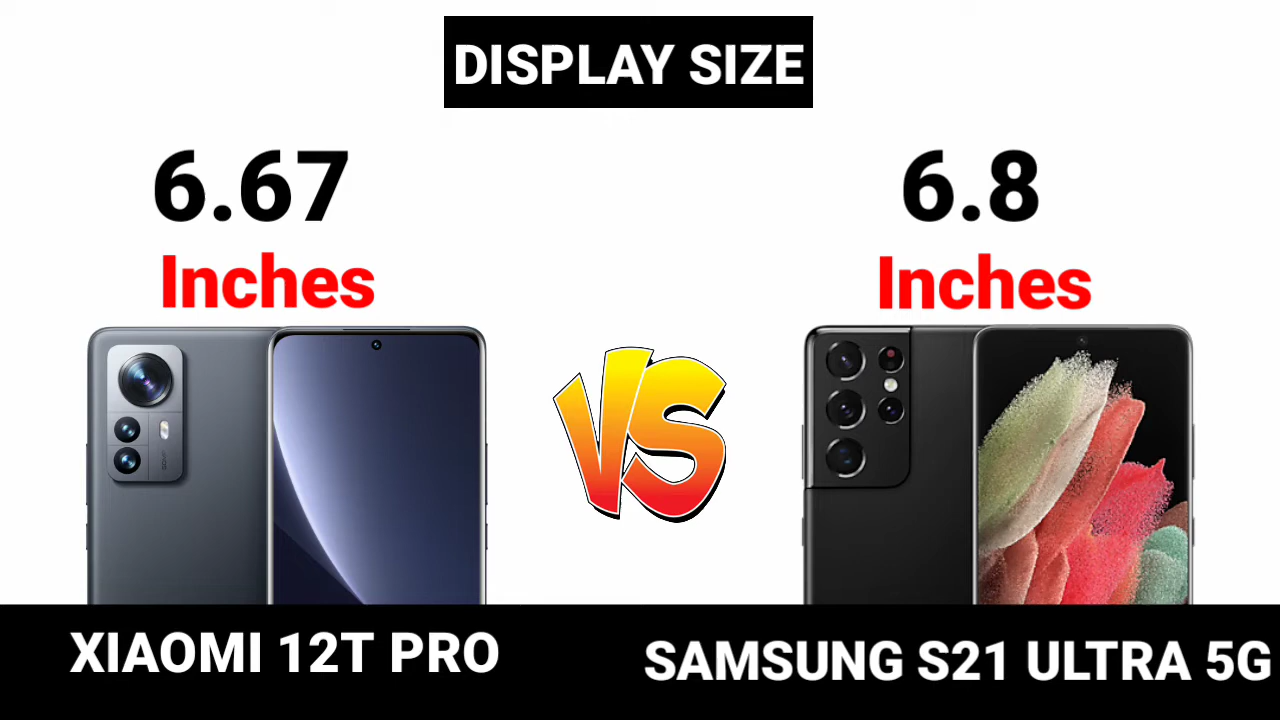 DISPLAY SIZE
6.67
Inches
6.8
Inches
VS
XIAOMI 12T PRO
SAMSUNG S21 ULTRA 5G